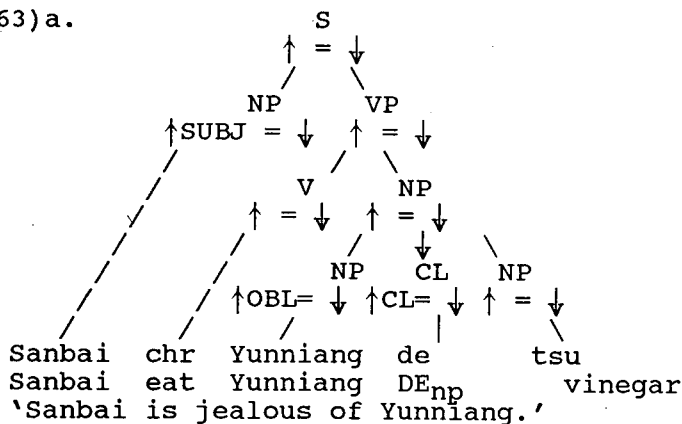 63)a.
S
↑ = ↓
NP VP
↑SUBJ = ↓ ↑ = ↓
V NP
↑ = ↓ ↑ = ↓
↓
NP CL NP
↑OBL= ↓ ↑CL= ↓ ↑ = ↓
Sanbai chr Yunniang de tsu
Sanbai eat Yunniang DEnp vinegar
'Sanbai is jealous of Yunniang.'